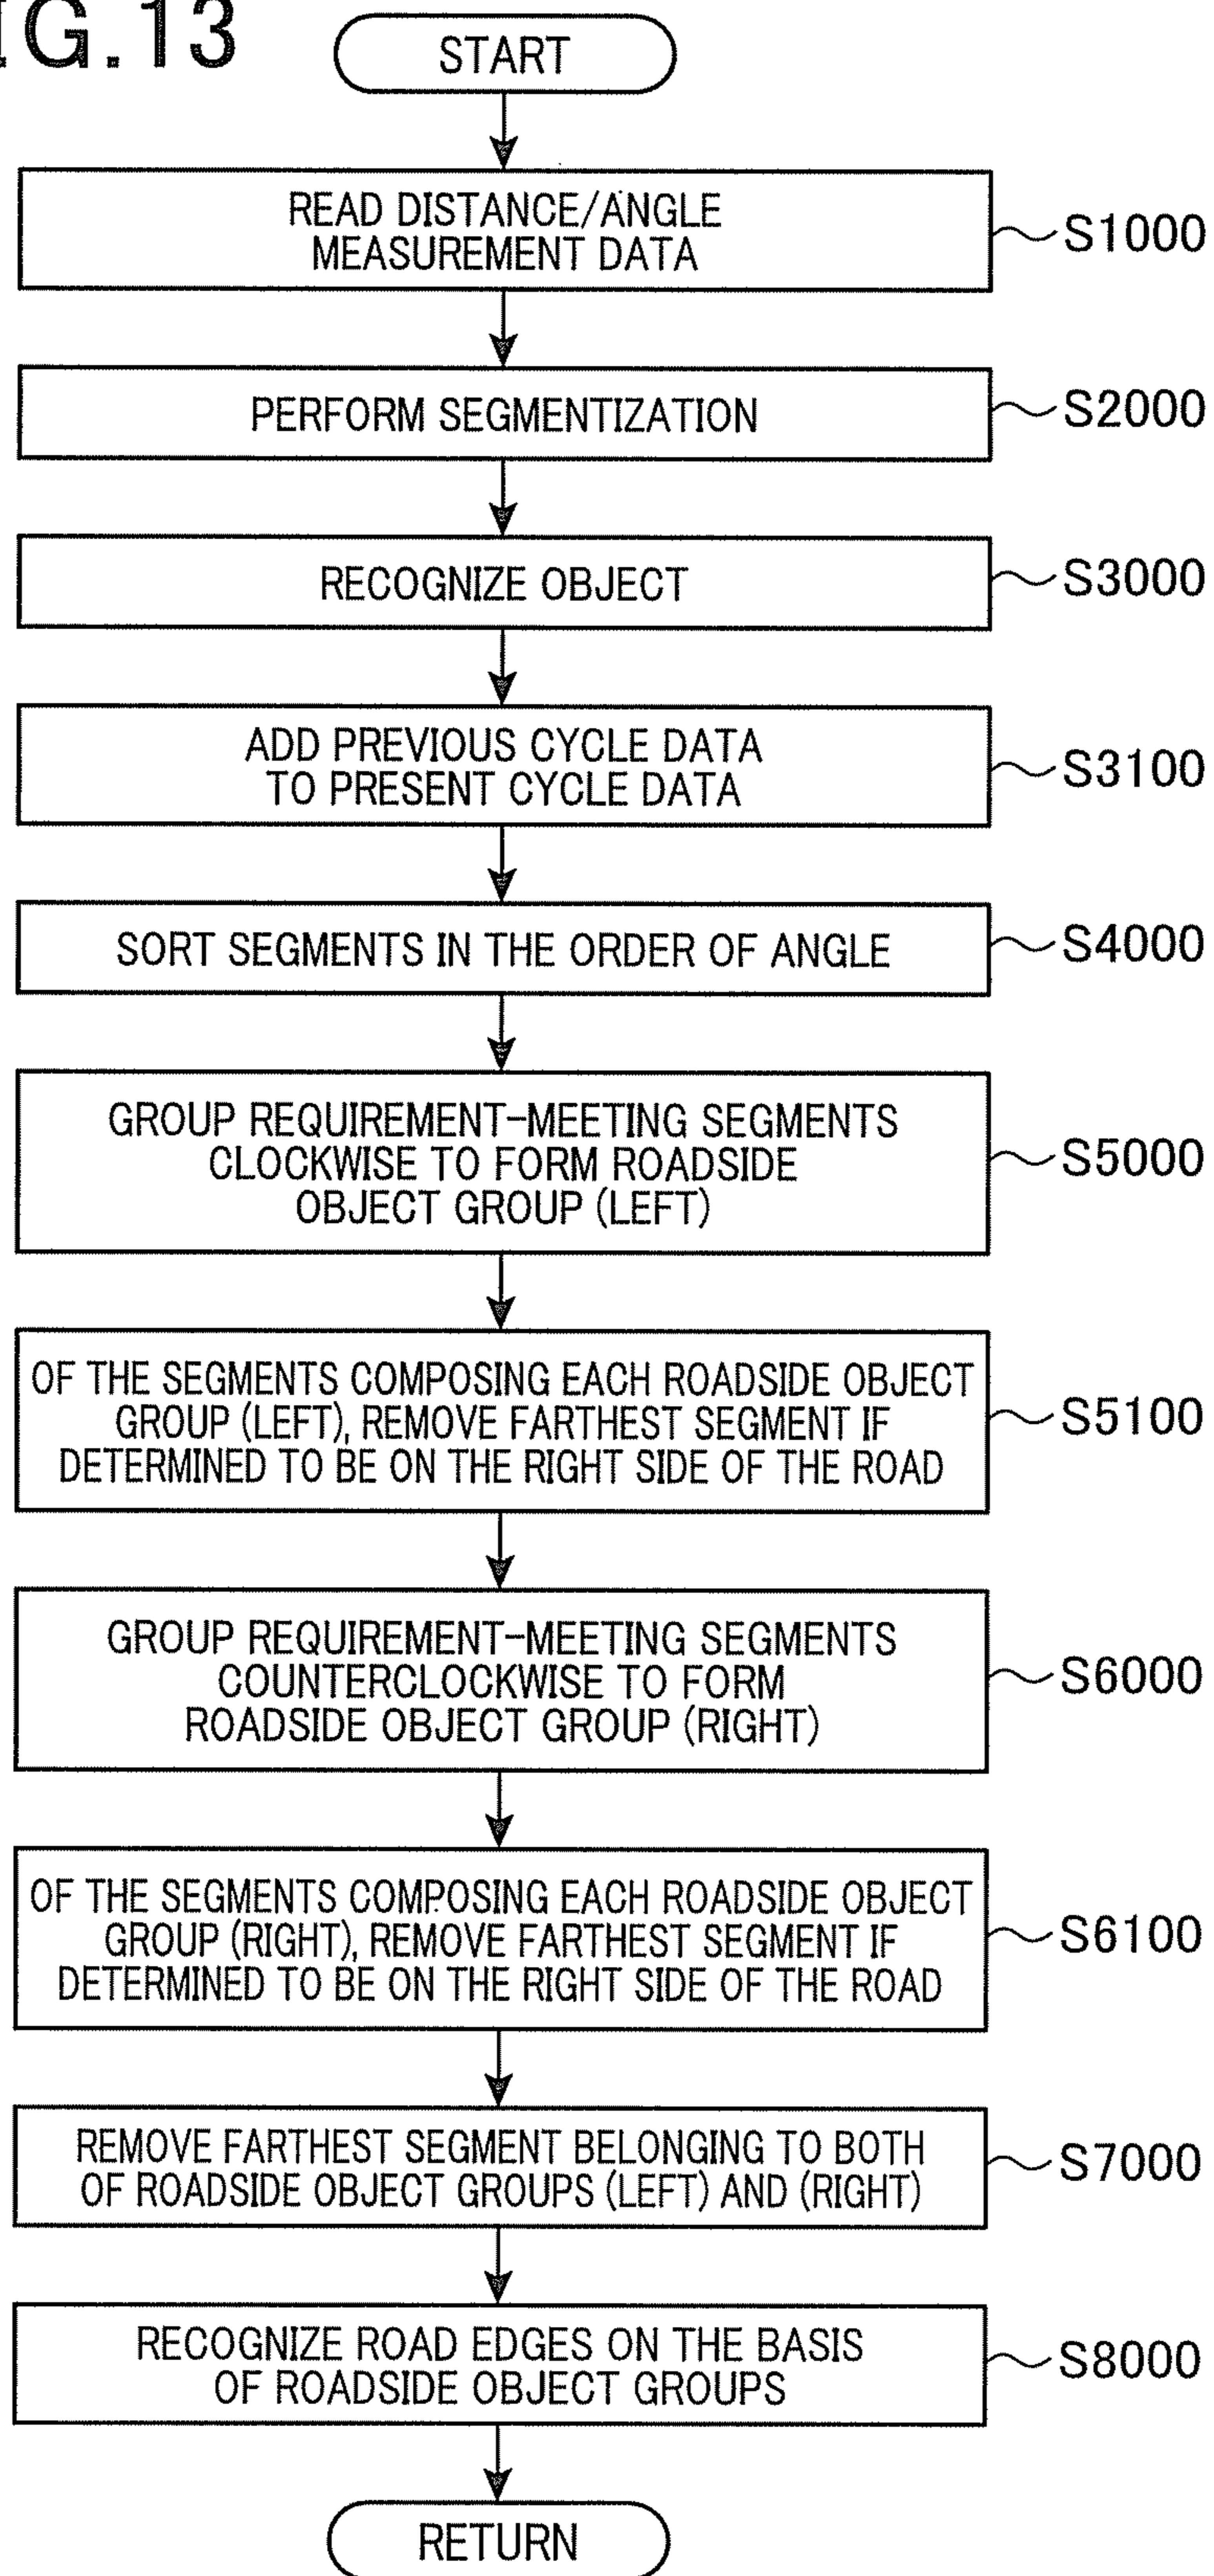 IG.13
START
READ DISTANCE/ANGLE
MEASUREMENT DATA
S1000
PERFORM SEGMENTIZATION
S2000
RECOGNIZE OBJECT
S3000
ADD PREVIOUS CYCLE DATA
TO PRESENT CYCLE DATA
S3100
SORT SEGMENTS IN THE ORDER OF ANGLE
S4000
GROUP REQUIREMENT-MEETING SEGMENTS
CLOCKWISE TO FORM ROADSIDE
OBJECT GROUP (LEFT)
S5000
OF THE SEGMENTS COMPOSING EACH ROADSIDE OBJECT
GROUP (LEFT), REMOVE FARTHEST SEGMENT IF
DETERMINED TO BE ON THE RIGHT SIDE OF THE ROAD
S5100
GROUP REQUIREMENT-MEETING SEGMENTS
COUNTERCLOCKWISE TO FORM
ROADSIDE OBJECT GROUP (RIGHT)
S6000
OF THE SEGMENTS COMPOSING EACH ROADSIDE OBJECT
GROUP (RIGHT), REMOVE FARTHEST SEGMENT IF
DETERMINED TO BE ON THE RIGHT SIDE OF THE ROAD
S6100
REMOVE FARTHEST SEGMENT BELONGING TO BOTH
OF ROADSIDE OBJECT GROUPS (LEFT) AND (RIGHT)
S7000
RECOGNIZE ROAD EDGES ON THE BASIS
OF ROADSIDE OBJECT GROUPS
S8000
RETURN